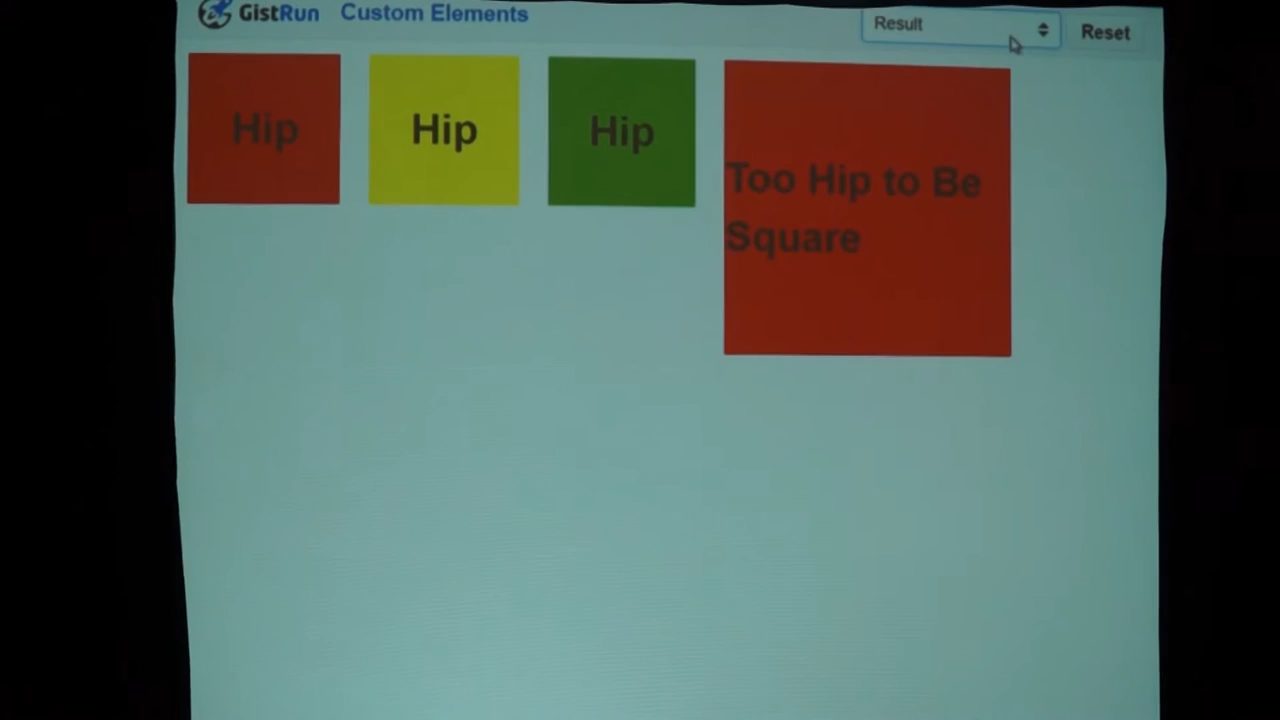 GistRun Custom Elements
Result
Reset
Hip
Hip
Hip
Too Hip to Be
Square